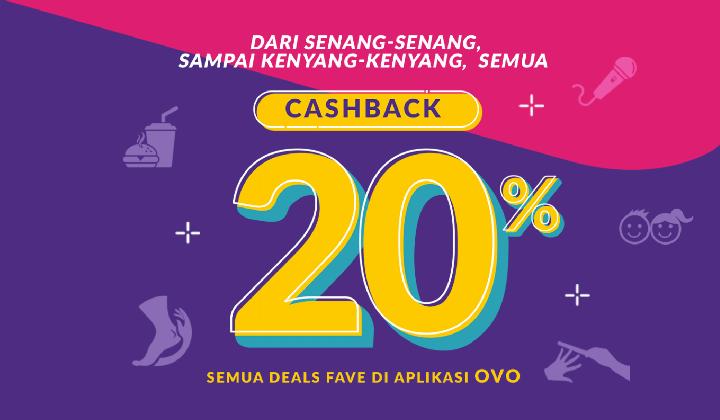 DARI SENANG-SENANG,
SAMPAI KENYANG-KENYANG, SEMUA
CASHBACK
20%
SEMUA DEALS FAVE DI APLIKASI OVO